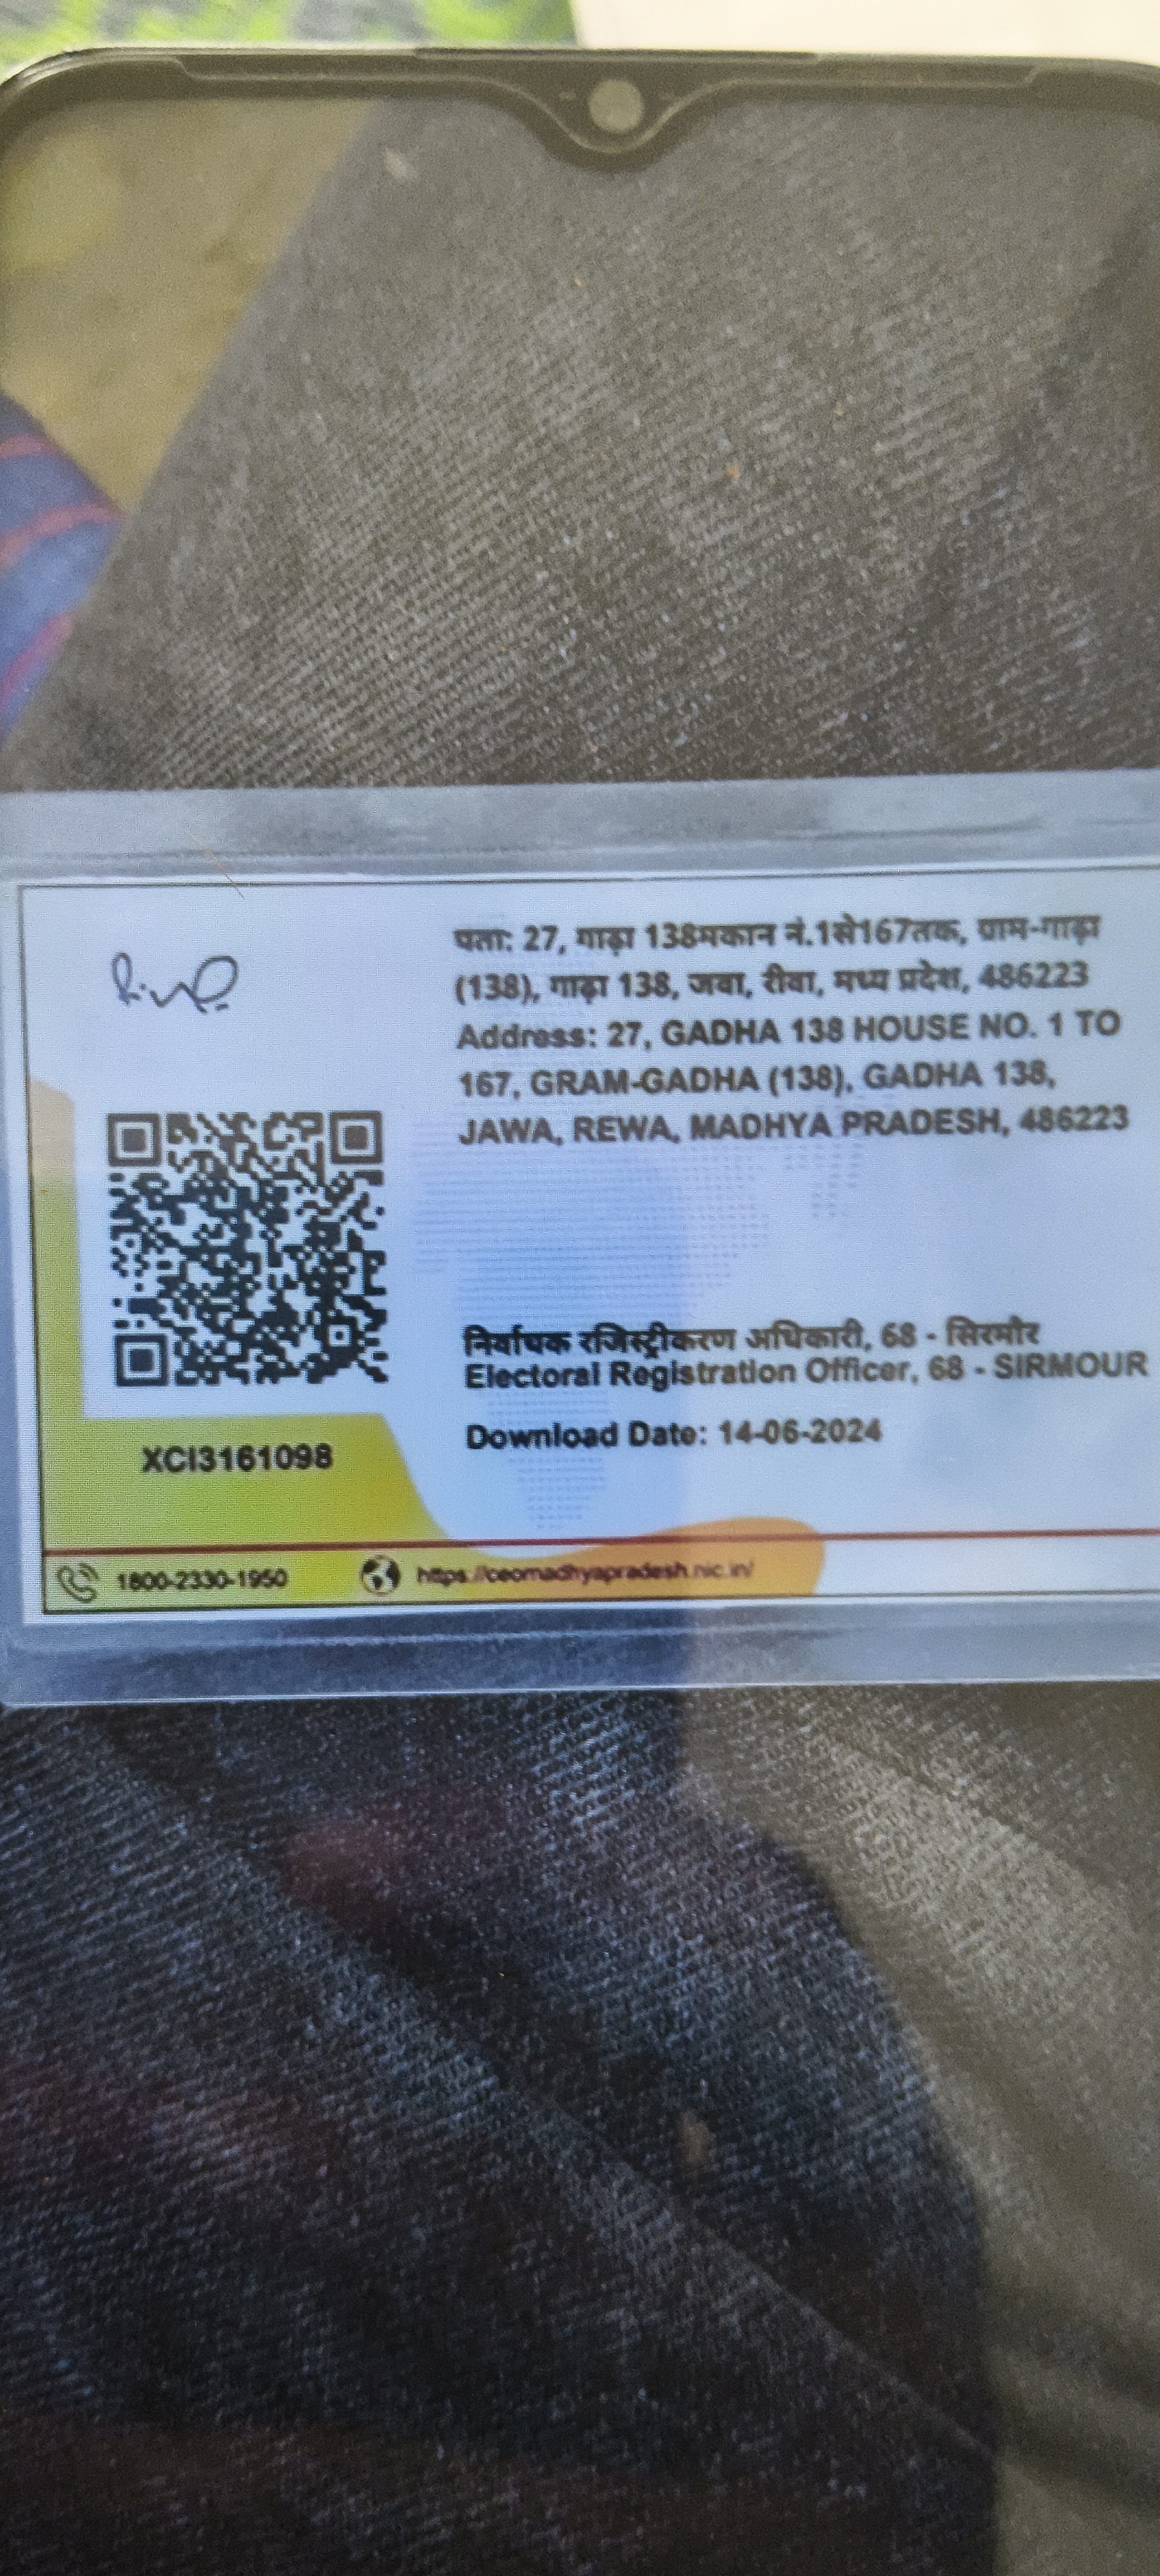 पता: 27, गाढ़ा 138मकान नं.1से167तक, ग्राम-गाढ़ा
(138), गाढ़ा 138, जवा, रीवा, मध्य प्रदेश, 486223
Address: 27, GADHA 138 HOUSE NO. 1 TO
167, GRAM-GADHA (138), GADHA 138,
JAWA, REWA, MADHYA PRADESH, 486223
निर्वाचक रजिस्ट्रीकरण अधिकारी, 68 - सिरमौर
Electoral Registration Officer, 68 - SIRMOUR
Download Date: 14-06-2024
XCI3161098
1800-2330-1950
https://ceomadhyapradesh.nic.in/